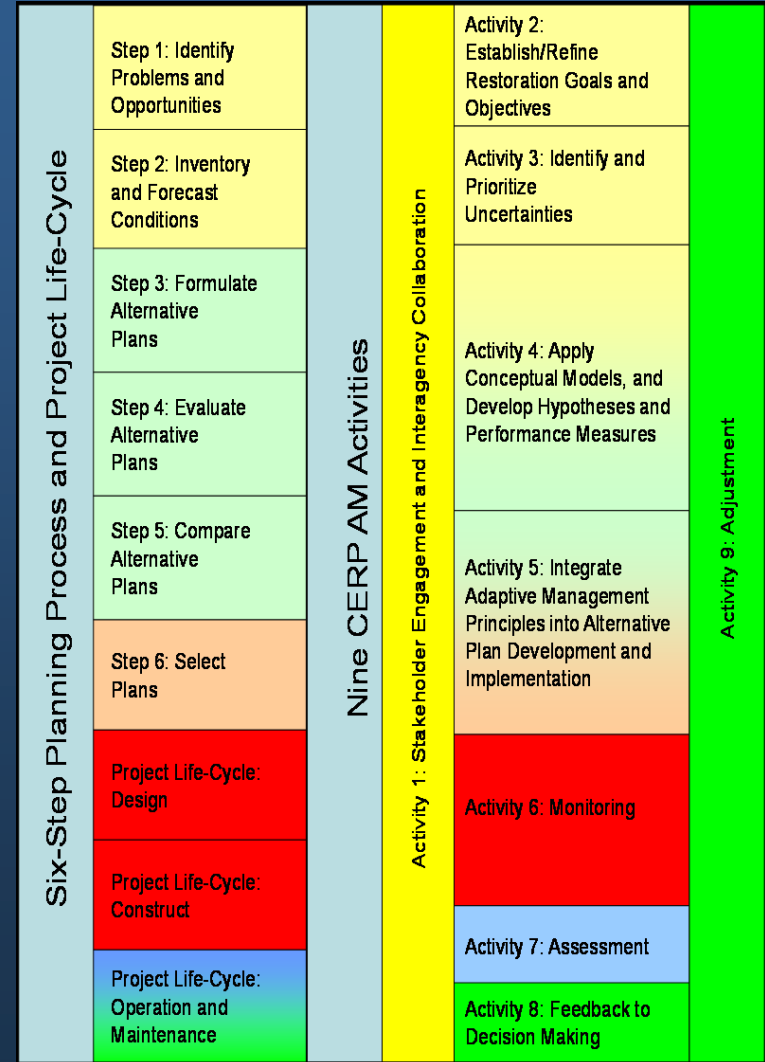 Six-Step Planning Process and Project Life-Cycle
Step 1: Identify
Problems and
Opportunities
Step 2: Inventory
and Forecast
Conditions
Step 3: Formulate
Alternative
Plans
Step 4: Evaluate
Alternative
Plans
Step 5: Compare
Alternative
Plans
Step 6: Select
Plans
Project Life-Cycle:
Design
Project Life-Cycle:
Construct
Project Life-Cycle:
Operation and
Maintenance
Nine CERP AM Activities
Activity 1: Stakeholder Engagement and Interagency Collaboration
Activity 2:
Establish/Refine
Restoration Goals and
Objectives
Activity 3: Identify and
Prioritize
Uncertainties
Activity 4: Apply
Conceptual Models, and
Develop Hypotheses and
Performance Measures
Activity 5: Integrate
Adaptive Management
Principles into Alternative
Plan Development and
Implementation
Activity 6: Monitoring
Activity 7: Assessment
Activity 8: Feedback to
Decision Making
Activity 9: Adjustment